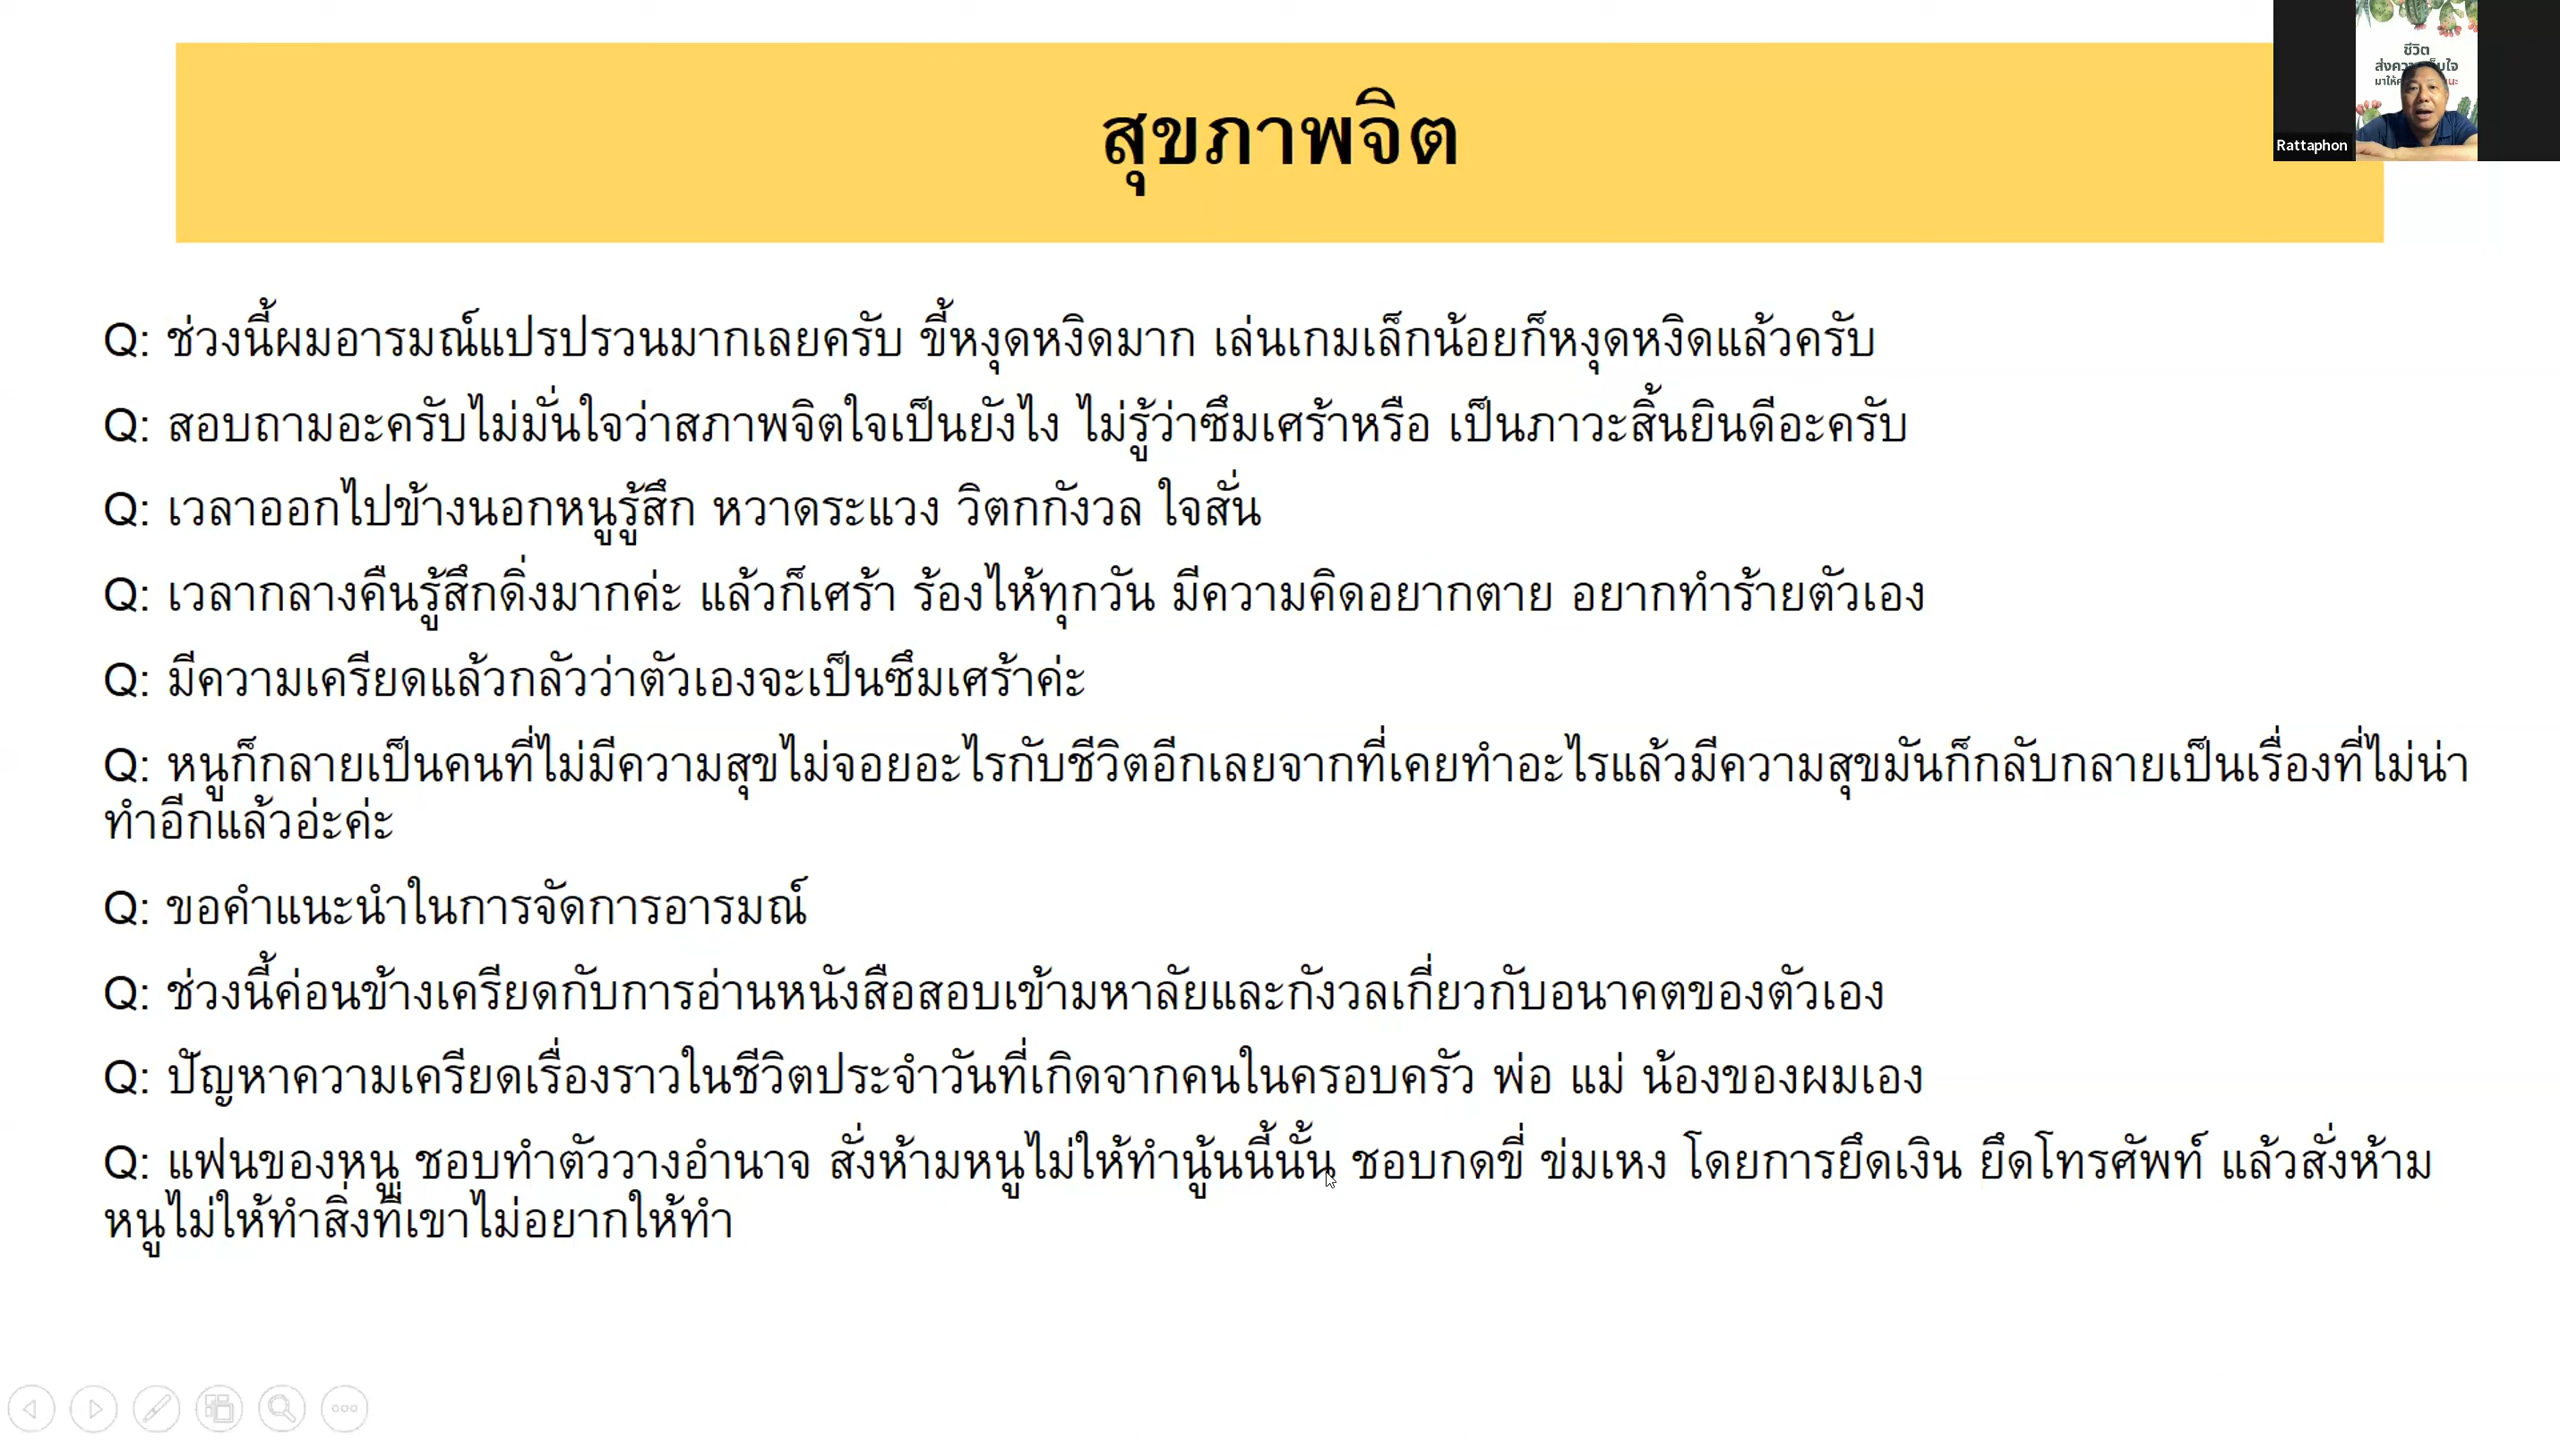 สุขภาพจิต
ชีวิต
Rattaphon
Q: ช่วงนี้ผมอารมณ์แปรปรวนมากเลยครับ ขี้หงุดหงิดมาก เล่นเกมเล็กน้อยก็หงุดหงิดแล้วครับ
Q: สอบถามอะครับไม่มั่นใจว่าสภาพจิตใจเป็นยังไง ไม่รู้ว่าซึมเศร้าหรือ เป็นภาวะสิ้นยินดีอะครับ
Q: เวลาออกไปข้างนอกหนูรู้สึก หวาดระแวง วิตกกังวล ใจสั่น
Q: เวลากลางคืนรู้สึกดิ่งมากค่ะ แล้วก็เศร้า ร้องไห้ทุกวัน มีความคิดอยากตาย อยากทำร้ายตัวเอง
Q: มีความเครียดแล้วกลัวว่าตัวเองจะเป็นซึมเศร้าค่ะ
Q: หนูก็กลายเป็นคนที่ไม่มีความสุขไม่จอยอะไรกับชีวิตอีกเลยจากที่เคยทำอะไรแล้วมีความสุขมันก็กลับกลายเป็นเรื่องที่ไม่น่า
ทำอีกแล้วอ่ะค่ะ
Q: ขอคำแนะนำในการจัดการอารมณ์
Q: ช่วงนี้ค่อนข้างเครียดกับการอ่านหนังสือสอบเข้ามหาลัยและกังวลเกี่ยวกับอนาคตของตัวเอง
Q: ปัญหาความเครียดเรื่องราวในชีวิตประจำวันที่เกิดจากคนในครอบครัว พ่อ แม่ น้องของผมเอง
Q: แฟนของหนู ชอบทำตัววางอำนาจ สั่งห้ามหนูไม่ให้ทำนู้นนี้นั้น ชอบกดขี่ ข่มเหง โดยการยึดเงิน ยึดโทรศัพท์ แล้วสั่งห้าม
หนูไม่ให้ทำสิ่งที่เขาไม่อยากให้ทำ